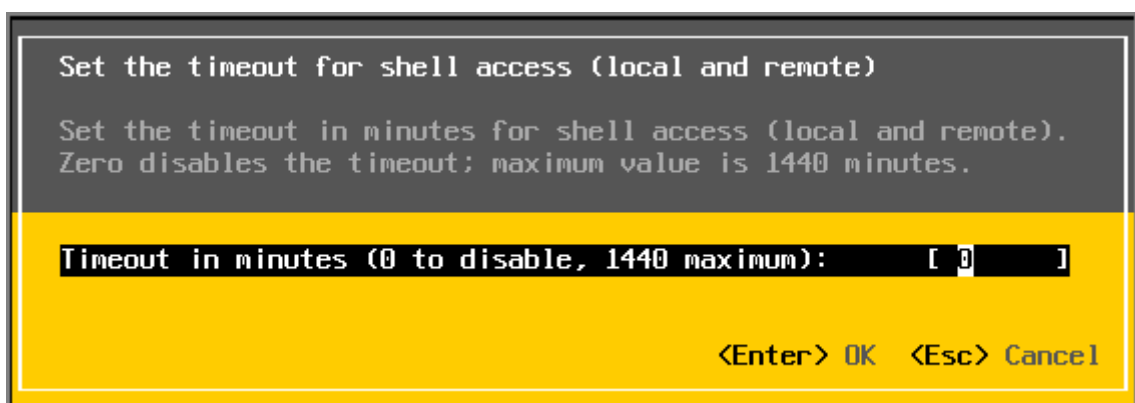 Set the timeout for shell access (local and remote)
Set the timeout in minutes for shell access (local and remote).
Zero disables the timeout; maximum value is 1440 minutes.
Timeout in minutes (0 to disable, 1440 maximum): [ 0 ]
<Enter> OK <Esc> Cancel